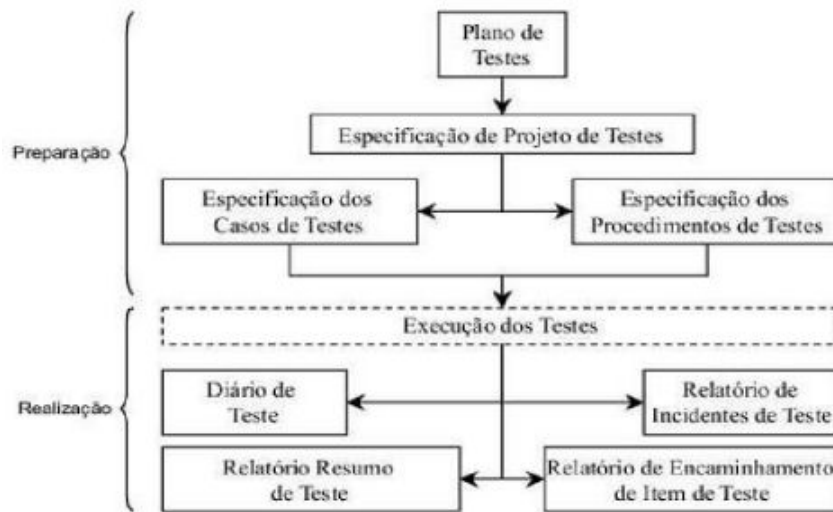 Plano de
Testes
Especificação de Projeto de Testes
Preparação
Especificação dos
Casos de Testes
Especificação dos
Procedimentos de Testes
Execução dos Testes
Diário de
Teste
Relatório de
Incidentes de Teste
Realização
Relatório Resumo
de Teste
Relatório de Encaminhamento
de Item de Teste